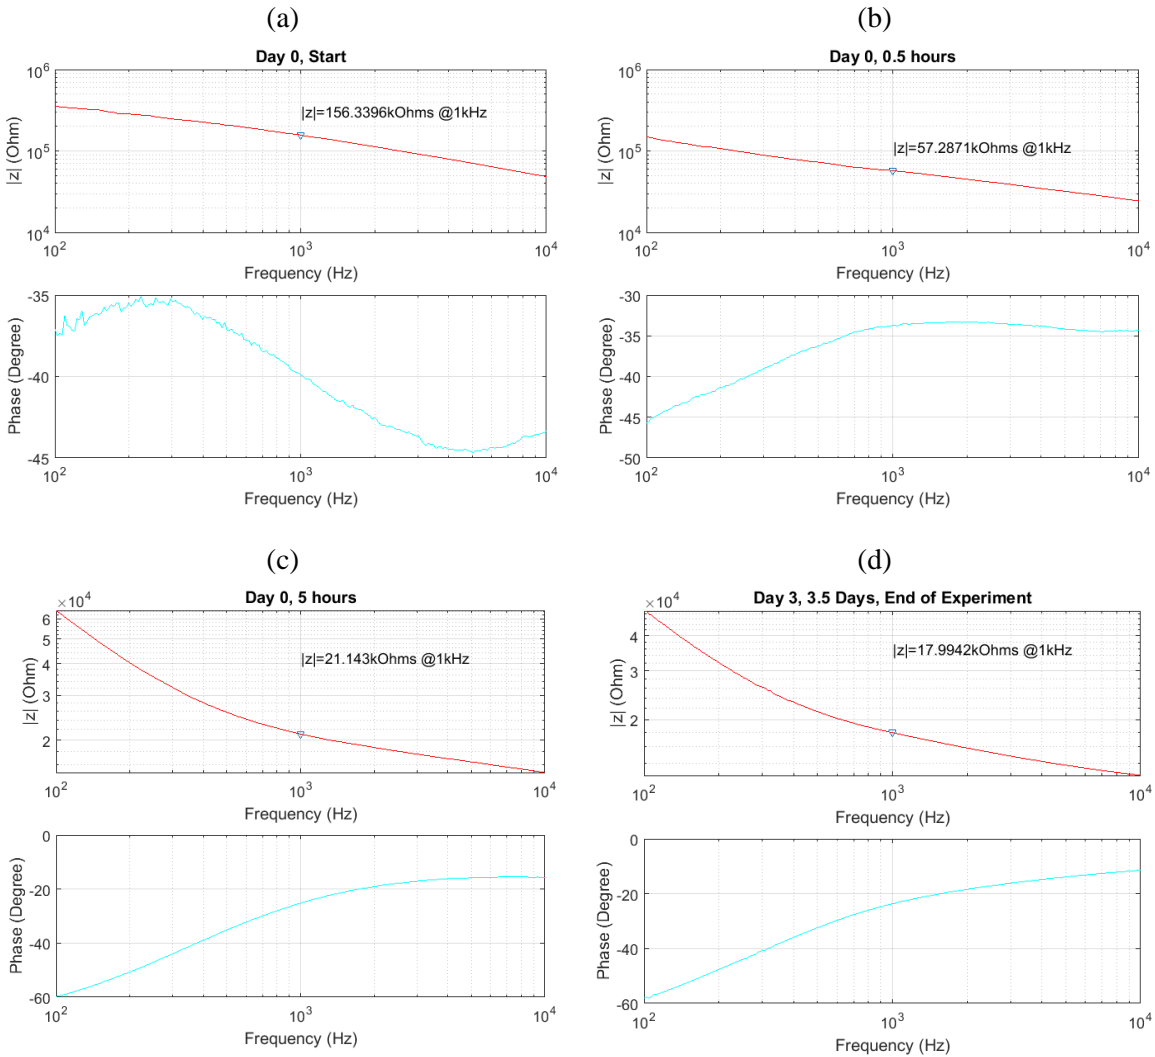 (a)
Day 0, Start
10^6
10^5
10^4
|z| (Ohm)
|z|=156.3396kOhms @1kHz
10^2
10^3
10^4
Frequency (Hz)
-35
-40
-45
Phase (Degree)
10^2
10^3
10^4
Frequency (Hz)
(b)
Day 0, 0.5 hours
10^6
10^5
10^4
|z| (Ohm)
|z|=57.2871kOhms @1kHz
10^2
10^3
10^4
Frequency (Hz)
-30
-35
-40
-45
-50
Phase (Degree)
10^2
10^3
10^4
Frequency (Hz)
(c)
Day 0, 5 hours
×10^4
6
5
4
3
2
|z| (Ohm)
|z|=21.143kOhms @1kHz
10^2
10^3
10^4
Frequency (Hz)
0
-20
-40
-60
Phase (Degree)
10^2
10^3
10^4
Frequency (Hz)
(d)
Day 3, 3.5 Days, End of Experiment
×10^4
4
3
2
|z| (Ohm)
|z|=17.9942kOhms @1kHz
10^2
10^3
10^4
Frequency (Hz)
0
-20
-40
-60
Phase (Degree)
10^2
10^3
10^4
Frequency (Hz)